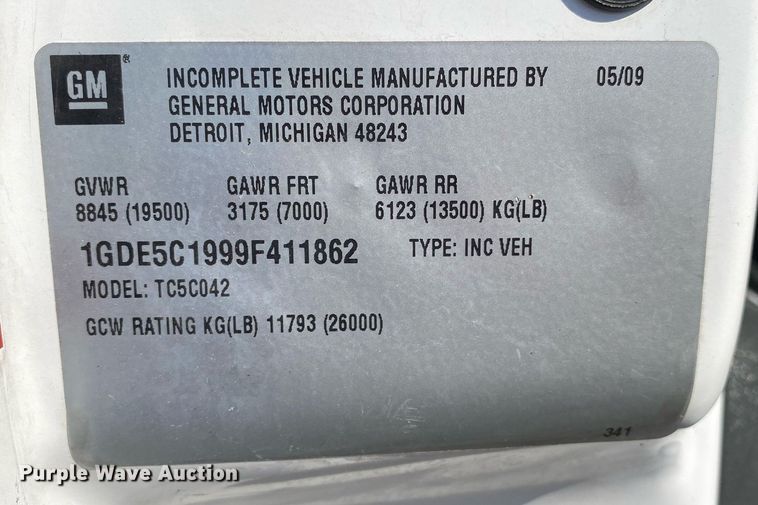 GM ® INCOMPLETE VEHICLE MANUFACTURED BY 05/09
GENERAL MOTORS CORPORATION
DETROIT, MICHIGAN 48243
GVWR GAWR FRT GAWR RR
8845 (19500) 3175 (7000) 6123 (13500) KG(LB)
1GDE5C1999F411862 TYPE: INC VEH
MODEL: TC5C042
GCW RATING KG(LB) 11793 (26000)
341
Purple Wave Auction